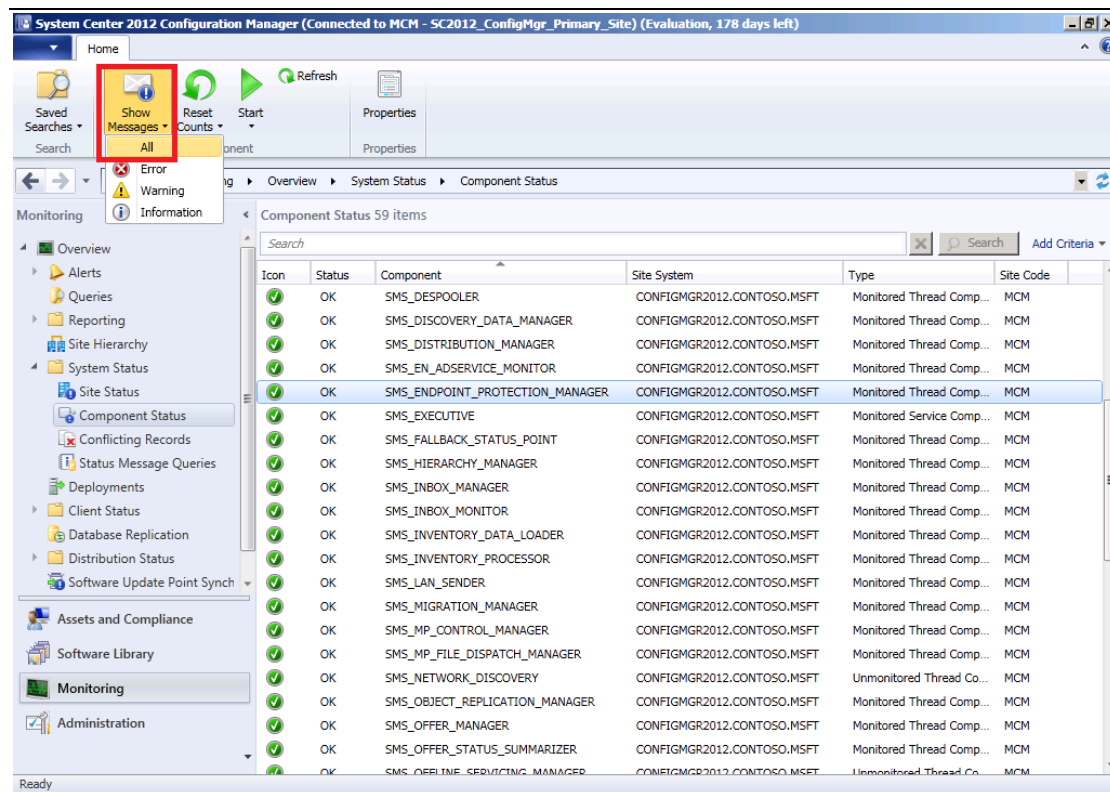 System Center 2012 Configuration Manager (Connected to MCM - SC2012_ConfigMgr_Primary_Site) (Evaluation, 178 days left)
Home
Saved Searches
Show Messages
Reset Counts
Start
Refresh
Properties
Search
onent
Properties
All
Error
Warning
Information
ng Overview System Status Component Status
Monitoring
Overview
Alerts
Queries
Reporting
Site Hierarchy
System Status
Site Status
Component Status
Conflicting Records
Status Message Queries
Deployments
Client Status
Database Replication
Distribution Status
Software Update Point Synch
Assets and Compliance
Software Library
Monitoring
Administration
Component Status 59 items
Search Search Add Criteria
Icon Status Component Site System Type Site Code
OK SMS_DESPOOLER CONFIGMGR2012.CONTOSO.MSFT Monitored Thread Comp... MCM
OK SMS_DISCOVERY_DATA_MANAGER CONFIGMGR2012.CONTOSO.MSFT Monitored Thread Comp... MCM
OK SMS_DISTRIBUTION_MANAGER CONFIGMGR2012.CONTOSO.MSFT Monitored Thread Comp... MCM
OK SMS_EN_ADSERVICE_MONITOR CONFIGMGR2012.CONTOSO.MSFT Monitored Thread Comp... MCM
OK SMS_ENDPOINT_PROTECTION_MANAGER CONFIGMGR2012.CONTOSO.MSFT Monitored Thread Comp... MCM
OK SMS_EXECUTIVE CONFIGMGR2012.CONTOSO.MSFT Monitored Service Comp... MCM
OK SMS_FALLBACK_STATUS_POINT CONFIGMGR2012.CONTOSO.MSFT Monitored Thread Comp... MCM
OK SMS_HIERARCHY_MANAGER CONFIGMGR2012.CONTOSO.MSFT Monitored Thread Comp... MCM
OK SMS_INBOX_MANAGER CONFIGMGR2012.CONTOSO.MSFT Monitored Thread Comp... MCM
OK SMS_INBOX_MONITOR CONFIGMGR2012.CONTOSO.MSFT Monitored Thread Comp... MCM
OK SMS_INVENTORY_DATA_LOADER CONFIGMGR2012.CONTOSO.MSFT Monitored Thread Comp... MCM
OK SMS_INVENTORY_PROCESSOR CONFIGMGR2012.CONTOSO.MSFT Monitored Thread Comp... MCM
OK SMS_LAN_SENDER CONFIGMGR2012.CONTOSO.MSFT Monitored Thread Comp... MCM
OK SMS_MIGRATION_MANAGER CONFIGMGR2012.CONTOSO.MSFT Monitored Thread Comp... MCM
OK SMS_MP_CONTROL_MANAGER CONFIGMGR2012.CONTOSO.MSFT Monitored Thread Comp... MCM
OK SMS_MP_FILE_DISPATCH_MANAGER CONFIGMGR2012.CONTOSO.MSFT Monitored Thread Comp... MCM
OK SMS_NETWORK_DISCOVERY CONFIGMGR2012.CONTOSO.MSFT Unmonitored Thread Co... MCM
OK SMS_OBJECT_REPLICATION_MANAGER CONFIGMGR2012.CONTOSO.MSFT Monitored Thread Comp... MCM
OK SMS_OFFER_MANAGER CONFIGMGR2012.CONTOSO.MSFT Monitored Thread Comp... MCM
OK SMS_OFFER_STATUS_SUMMARIZER CONFIGMGR2012.CONTOSO.MSFT Monitored Thread Comp... MCM
OK SMS_OFFLINE_SERVICING_MANAGER CONFIGMGR2012.CONTOSO.MSFT Unmonitored Thread Co... MCM
Ready